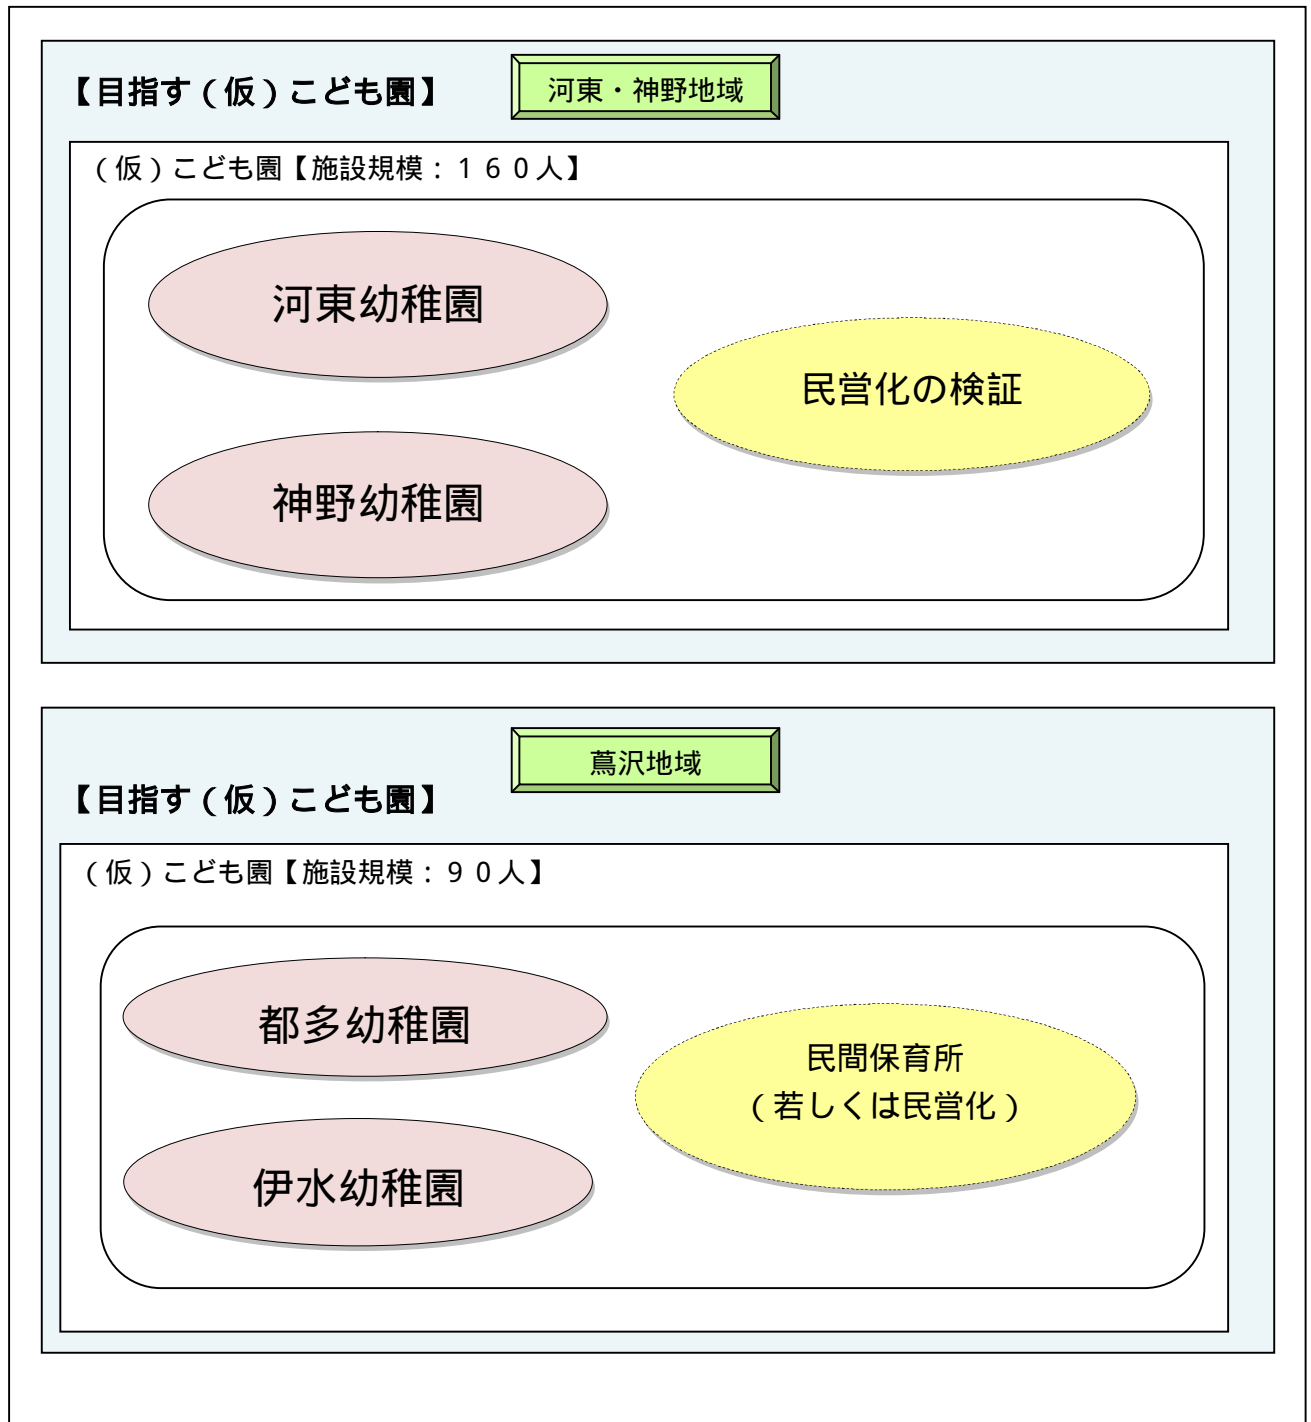 【目指す（仮）こども園】
河東・神野地域
（仮）こども園【施設規模：１６０人】
河東幼稚園
民営化の検証
神野幼稚園
蔦沢地域
【目指す（仮）こども園】
（仮）こども園【施設規模：９０人】
都多幼稚園
民間保育所
（若しくは民営化）
伊水幼稚園